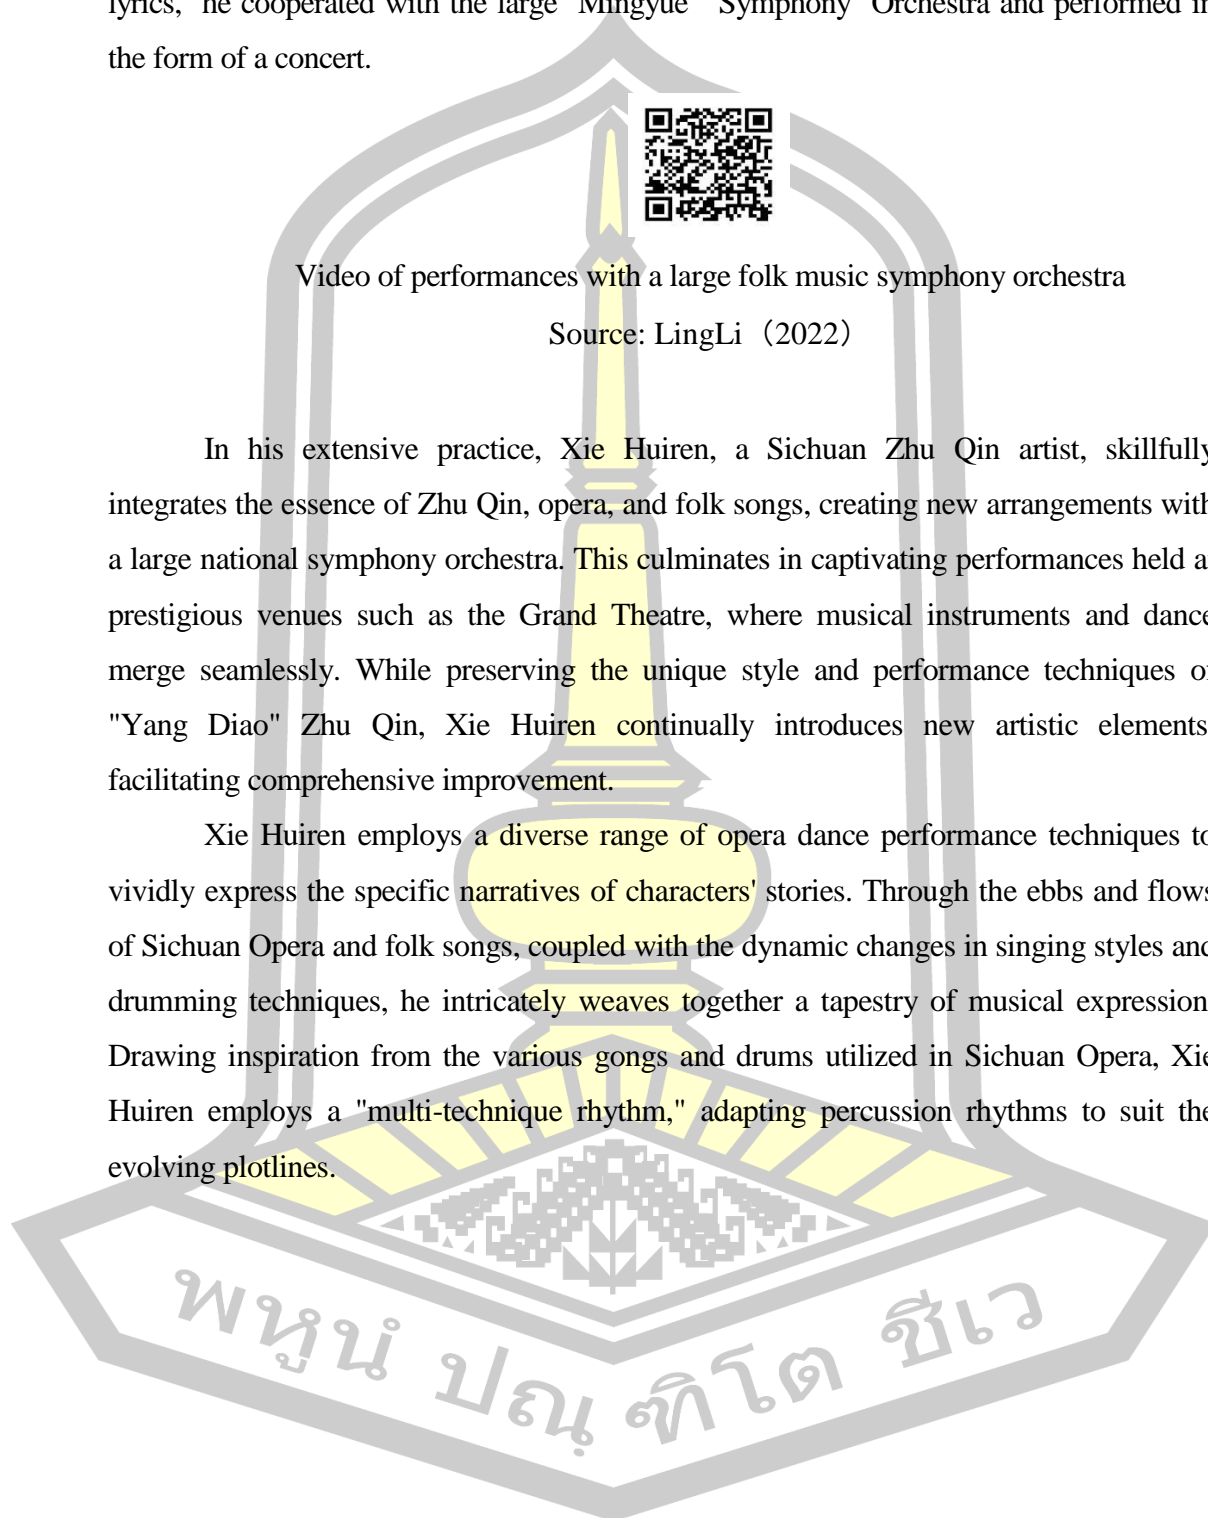 lyrics," he cooperated with the large "Mingyue" Symphony Orchestra and performed in
the form of a concert.
Video of performances with a large folk music symphony orchestra
Source: LingLi（2022）
In his extensive practice, Xie Huiren, a Sichuan Zhu Qin artist, skillfully
integrates the essence of Zhu Qin, opera, and folk songs, creating new arrangements with
a large national symphony orchestra. This culminates in captivating performances held a
prestigious venues such as the Grand Theatre, where musical instruments and dance
merge seamlessly. While preserving the unique style and performance techniques of
"Yang Diao" Zhu Qin, Xie Huiren continually introduces new artistic elements,
facilitating comprehensive improvement.
Xie Huiren employs a diverse range of opera dance performance techniques to
vividly express the specific narratives of characters' stories. Through the ebbs and flows
of Sichuan Opera and folk songs, coupled with the dynamic changes in singing styles and
drumming techniques, he intricately weaves together a tapestry of musical expression.
Drawing inspiration from the various gongs and drums utilized in Sichuan Opera, Xie
Huiren employs a "multi-technique rhythm," adapting percussion rhythms to suit the
evolving plotlines.
พหูนํ ปณฺฑิโต ชีเว